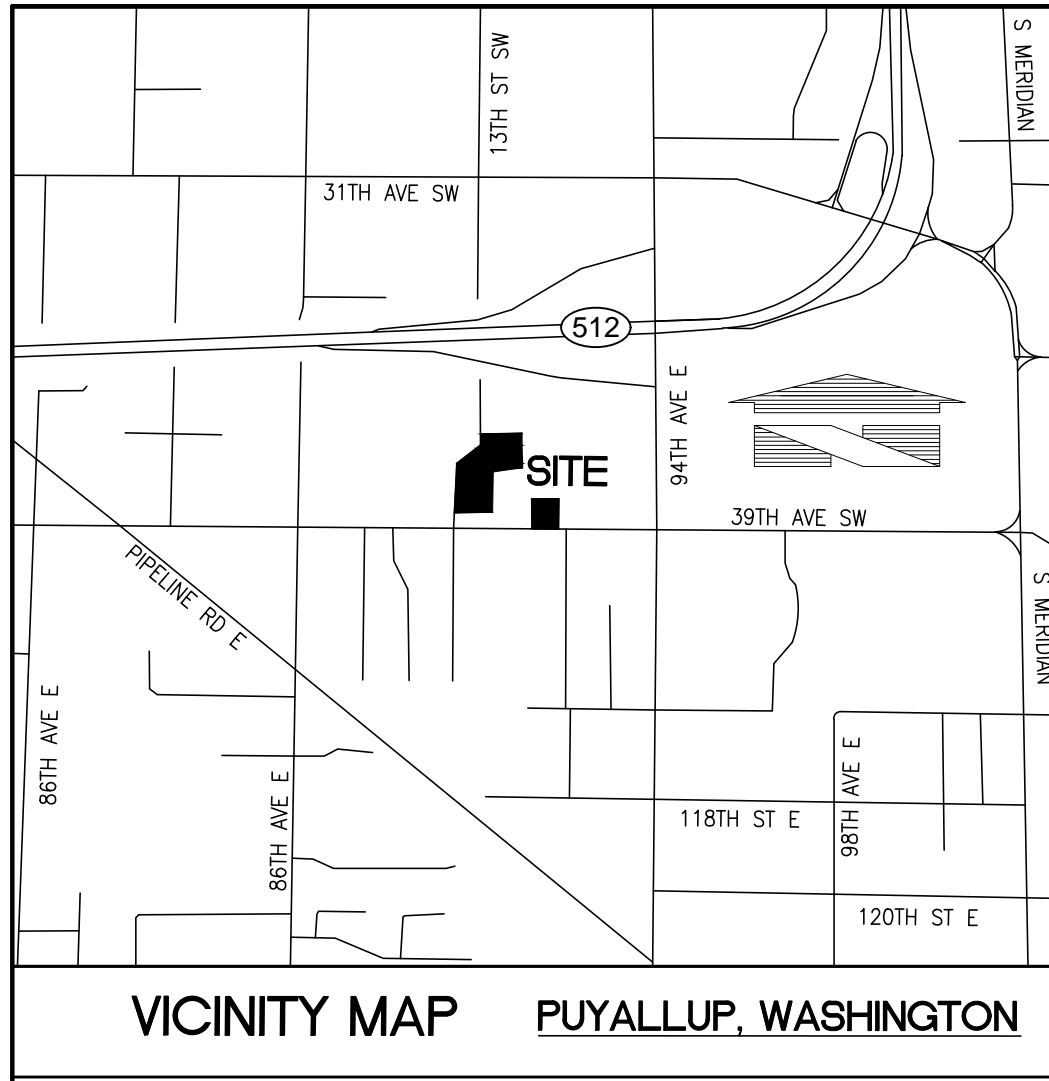 S MERIDIAN
13TH ST SW
31TH AVE SW
512
94TH AVE E
SITE
39TH AVE SW
PIPELINE RD E
S MERIDIAN
86TH AVE E
98TH AVE E
86TH AVE E
118TH ST E
120TH ST E
VICINITY MAP
PUYALLUP, WASHINGTON